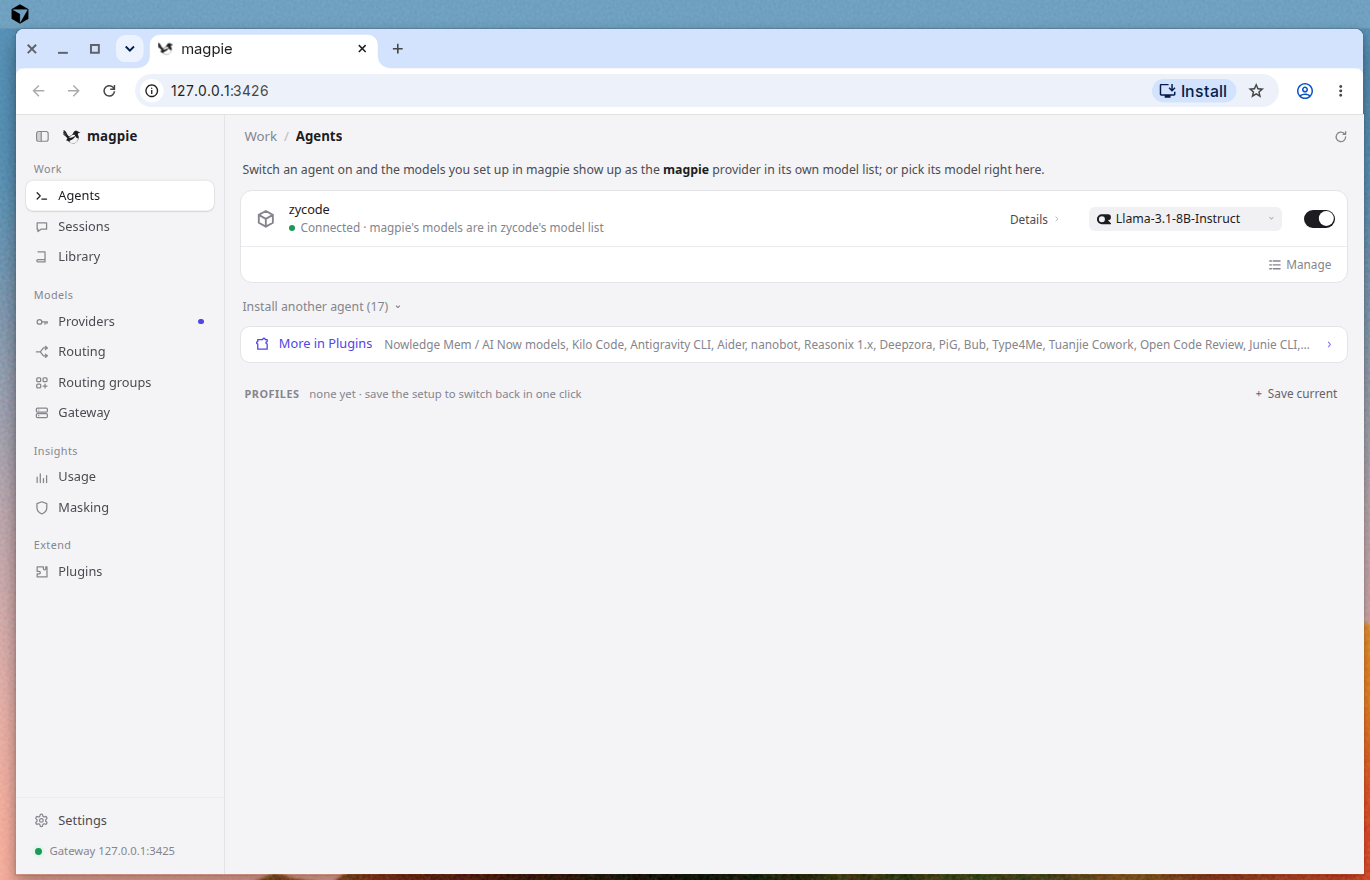 magpie
127.0.0.1:3426
Install
magpie
Work
Agents
Sessions
Library
Models
Providers
Routing
Routing groups
Gateway
Insights
Usage
Masking
Extend
Plugins
Settings
Gateway 127.0.0.1:3425
Work / Agents
Switch an agent on and the models you set up in magpie show up as the magpie provider in its own model list; or pick its model right here.
zycode
Connected · magpie's models are in zycode's model list
Details
Llama-3.1-8B-Instruct
Manage
Install another agent (17)
More in Plugins Nowledge Mem / AI Now models, Kilo Code, Antigravity CLI, Aider, nanobot, Reasonix 1.x, Deepzora, PiG, Bub, Type4Me, Tuanjie Cowork, Open Code Review, Junie CLI,...
PROFILES none yet · save the setup to switch back in one click
+ Save current